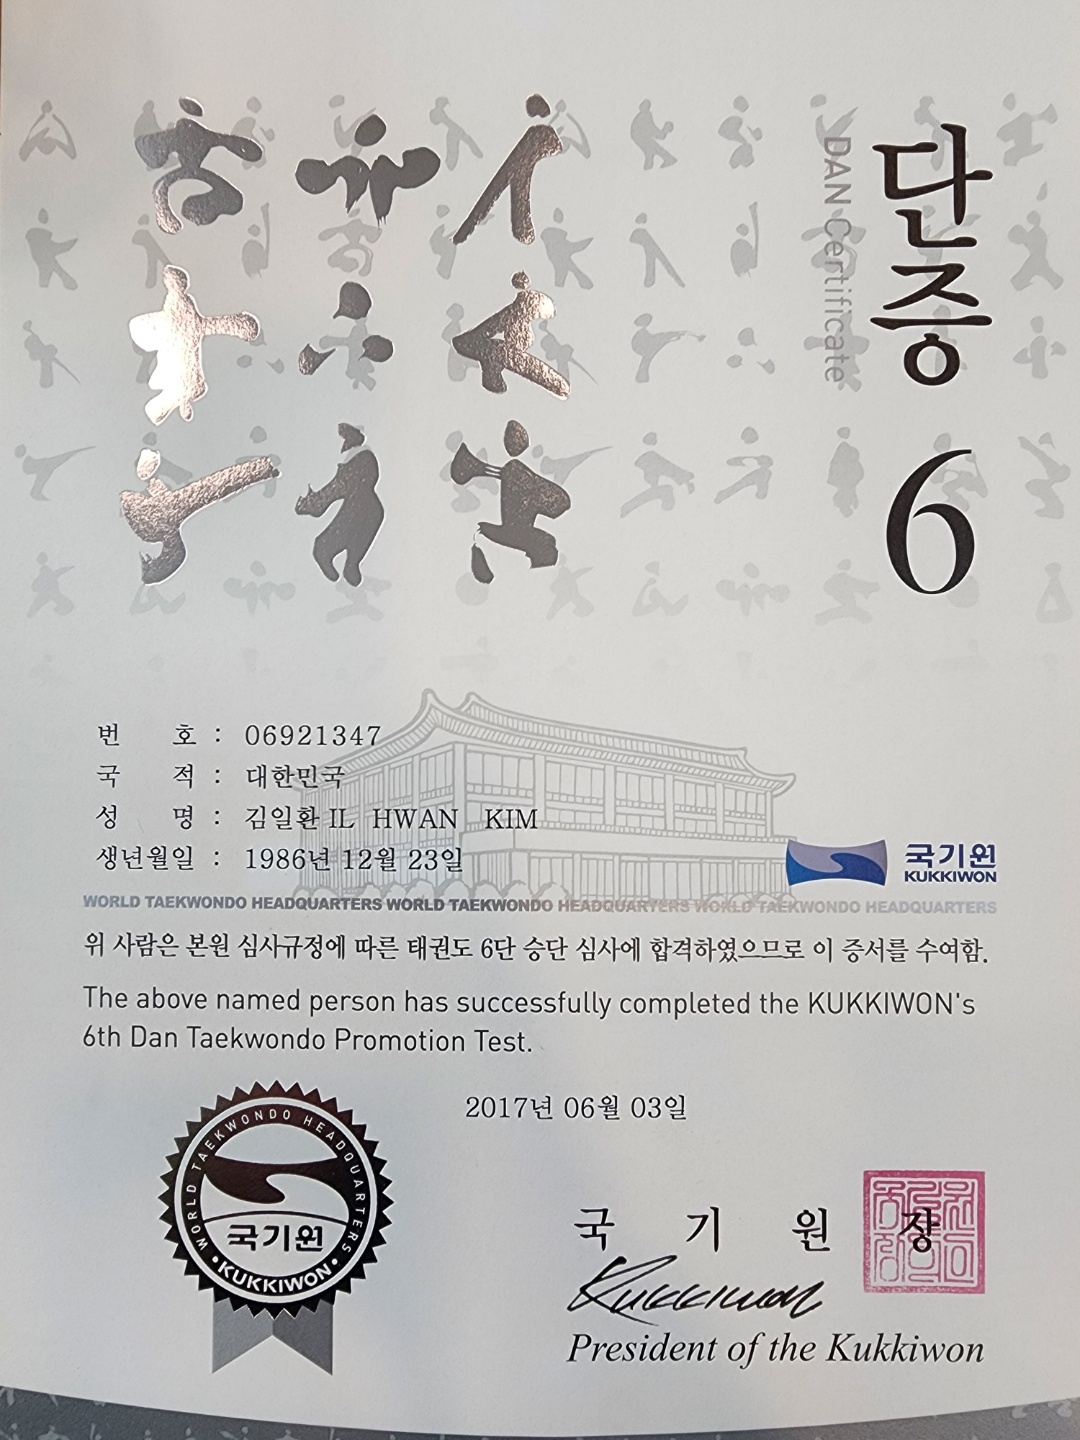 단증 6
DAN Certificate
번 호 : 06921347
국 적 : 대한민국
성 명 : 김일환 IL HWAN KIM
생년월일 : 1986년 12월 23일
국기원
KUKKIWON
WORLD TAEKWONDO HEADQUARTERS WORLD TAEKWONDO HEADQUARTERS WORLD TAEKWONDO HEADQUARTERS
위 사람은 본원 심사규정에 따른 태권도 6단 승단 심사에 합격하였으므로 이 증서를 수여함.
The above named person has successfully completed the KUKKIWON's
6th Dan Taekwondo Promotion Test.
2017년 06월 03일
WORLD TAEKWONDO HEADQUARTERS
국기원
KUKKIWON
국 기 원 장
Kukkiwon
President of the Kukkiwon